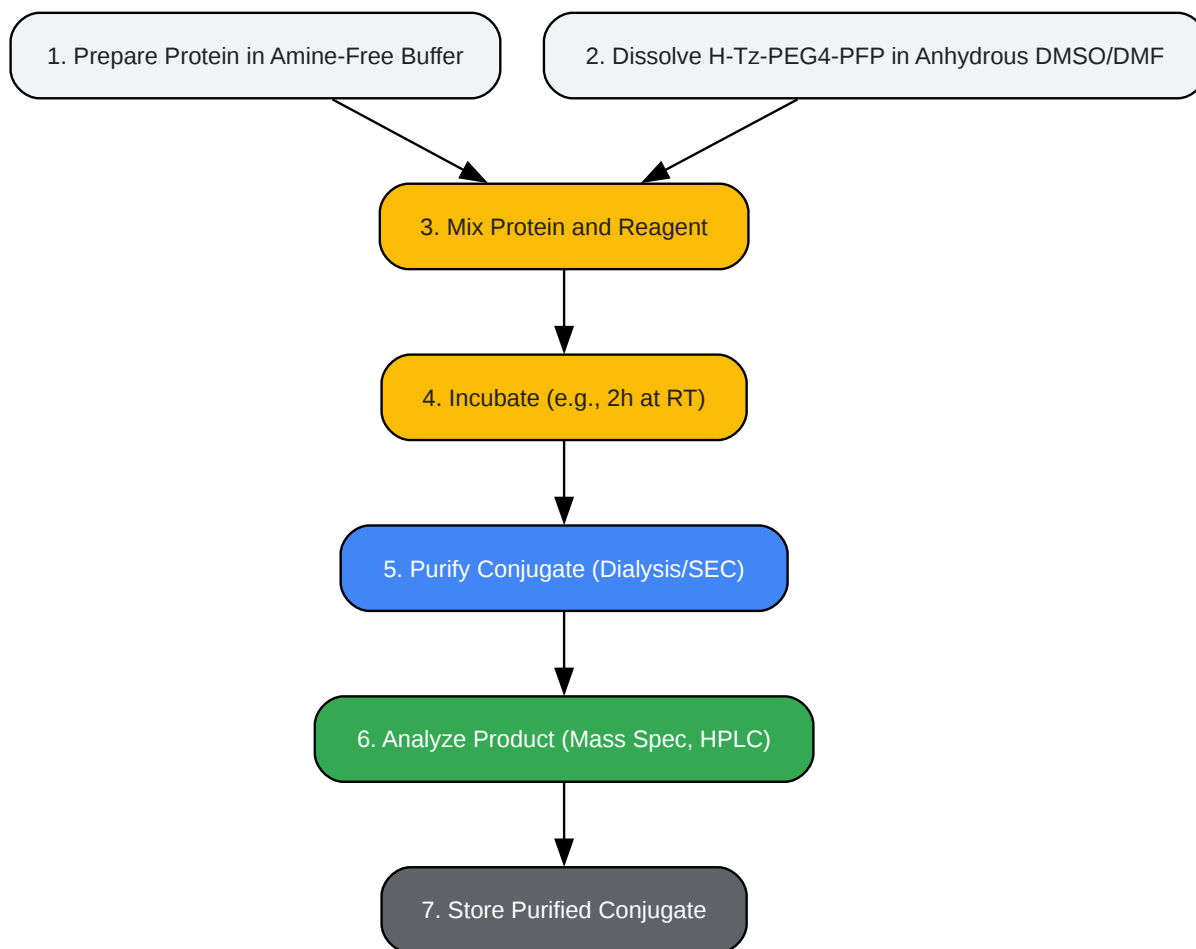 1. Prepare Protein in Amine-Free Buffer
2. Dissolve H-Tz-PEG4-PFP in Anhydrous DMSO/DMF
3. Mix Protein and Reagent
4. Incubate (e.g., 2h at RT)
5. Purify Conjugate (Dialysis/SEC)
6. Analyze Product (Mass Spec, HPLC)
7. Store Purified Conjugate